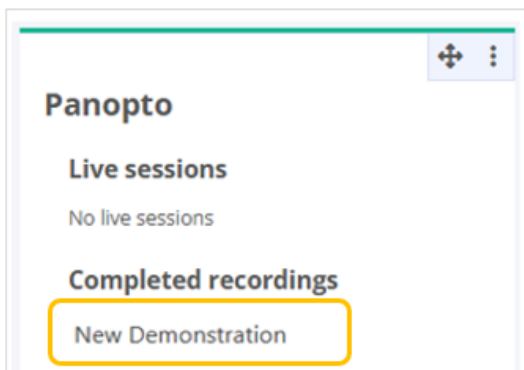 Panopto
Live sessions
No live sessions
Completed recordings
New Demonstration